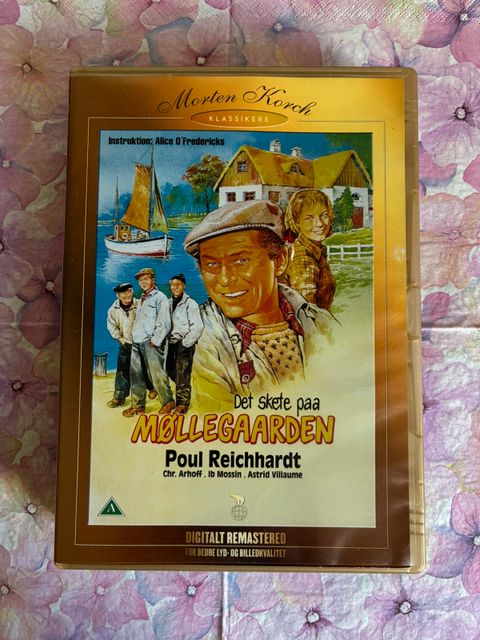 Morten Korch
KLASSIKERE
Instruktion: Alice O´Fredericks
Det skete paa
MØLLEGAARDEN
Poul Reichhardt
Chr. Arhoff . Ib Mossin . Astrid Villaume
A
DIGITALT REMASTERED
FOR BEDRE LYD- OG BILLEDKVALITET